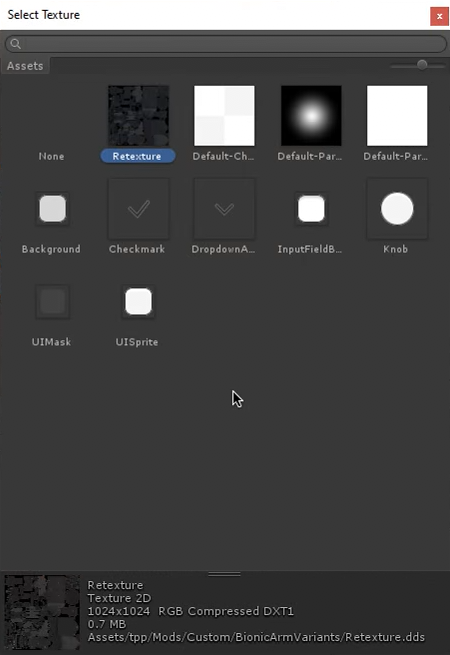 Select Texture
x
Assets
None
Retexture
Default-Ch...
Default-Par...
Default-Par...
Background
Checkmark
DropdownA...
InputFieldB...
Knob
UIMask
UISprite
Retexture
Texture 2D
1024x1024 RGB Compressed DXT1
0.7 MB
Assets/tpp/Mods/Custom/BionicArmVariants/Retexture.dds